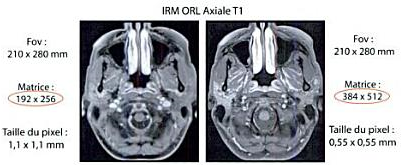 IRM ORL Axiale T1
Fov :
210 x 280 mm
Matrice :
192 x 256
Taille du pixel :
1,1 x 1,1 mm
Fov :
210 x 280 mm
Matrice :
384 x 512
Taille du pixel :
0,55 x 0,55 mm